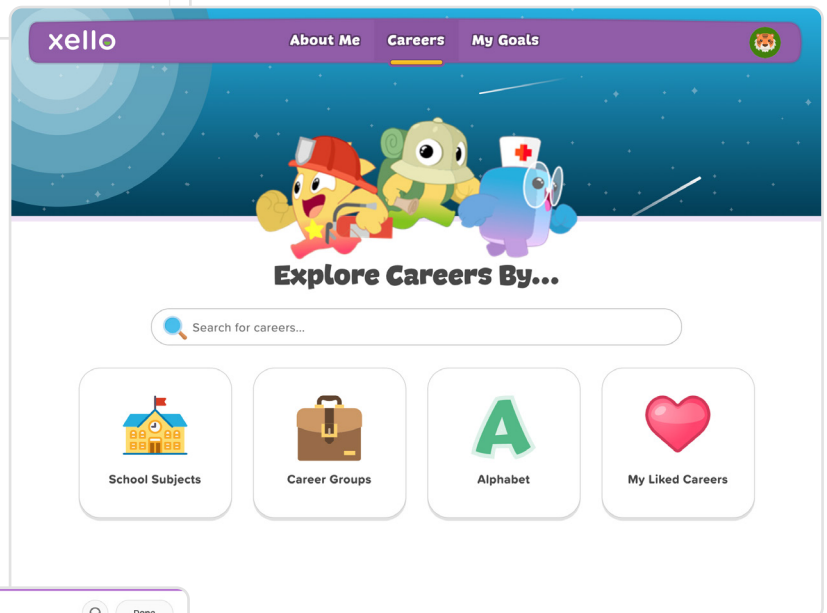 xello
About Me Careers My Goals
Explore Careers By...
Search for careers...
School Subjects Career Groups Alphabet My Liked Careers
Done